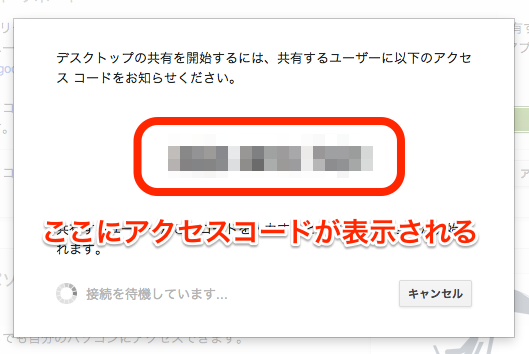 デスクトップの共有を開始するには、共有するユーザーに以下のアクセ
ス コードをお知らせください。
ここにアクセスコードが表示される
れます。
接続を待機しています...
キャンセル
でも自分のパソコンにアクセスできます。